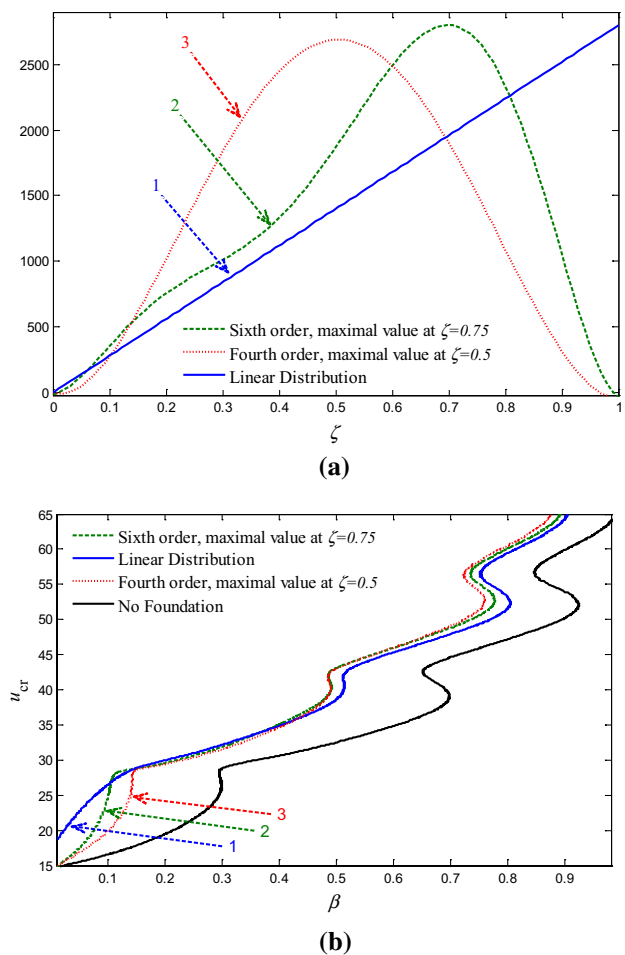 3
2
1
2500
2000
1500
1000
500
0
Sixth order, maximal value at ζ=0.75
Fourth order, maximal value at ζ=0.5
Linear Distribution
0 0.1 0.2 0.3 0.4 0.5 0.6 0.7 0.8 0.9 1
ζ
(a)
65
60
55
50
45
40
35
30
25
20
15
u_cr
Sixth order, maximal value at ζ=0.75
Linear Distribution
Fourth order, maximal value at ζ=0.5
No Foundation
3
2
1
0.1 0.2 0.3 0.4 0.5 0.6 0.7 0.8 0.9
β
(b)